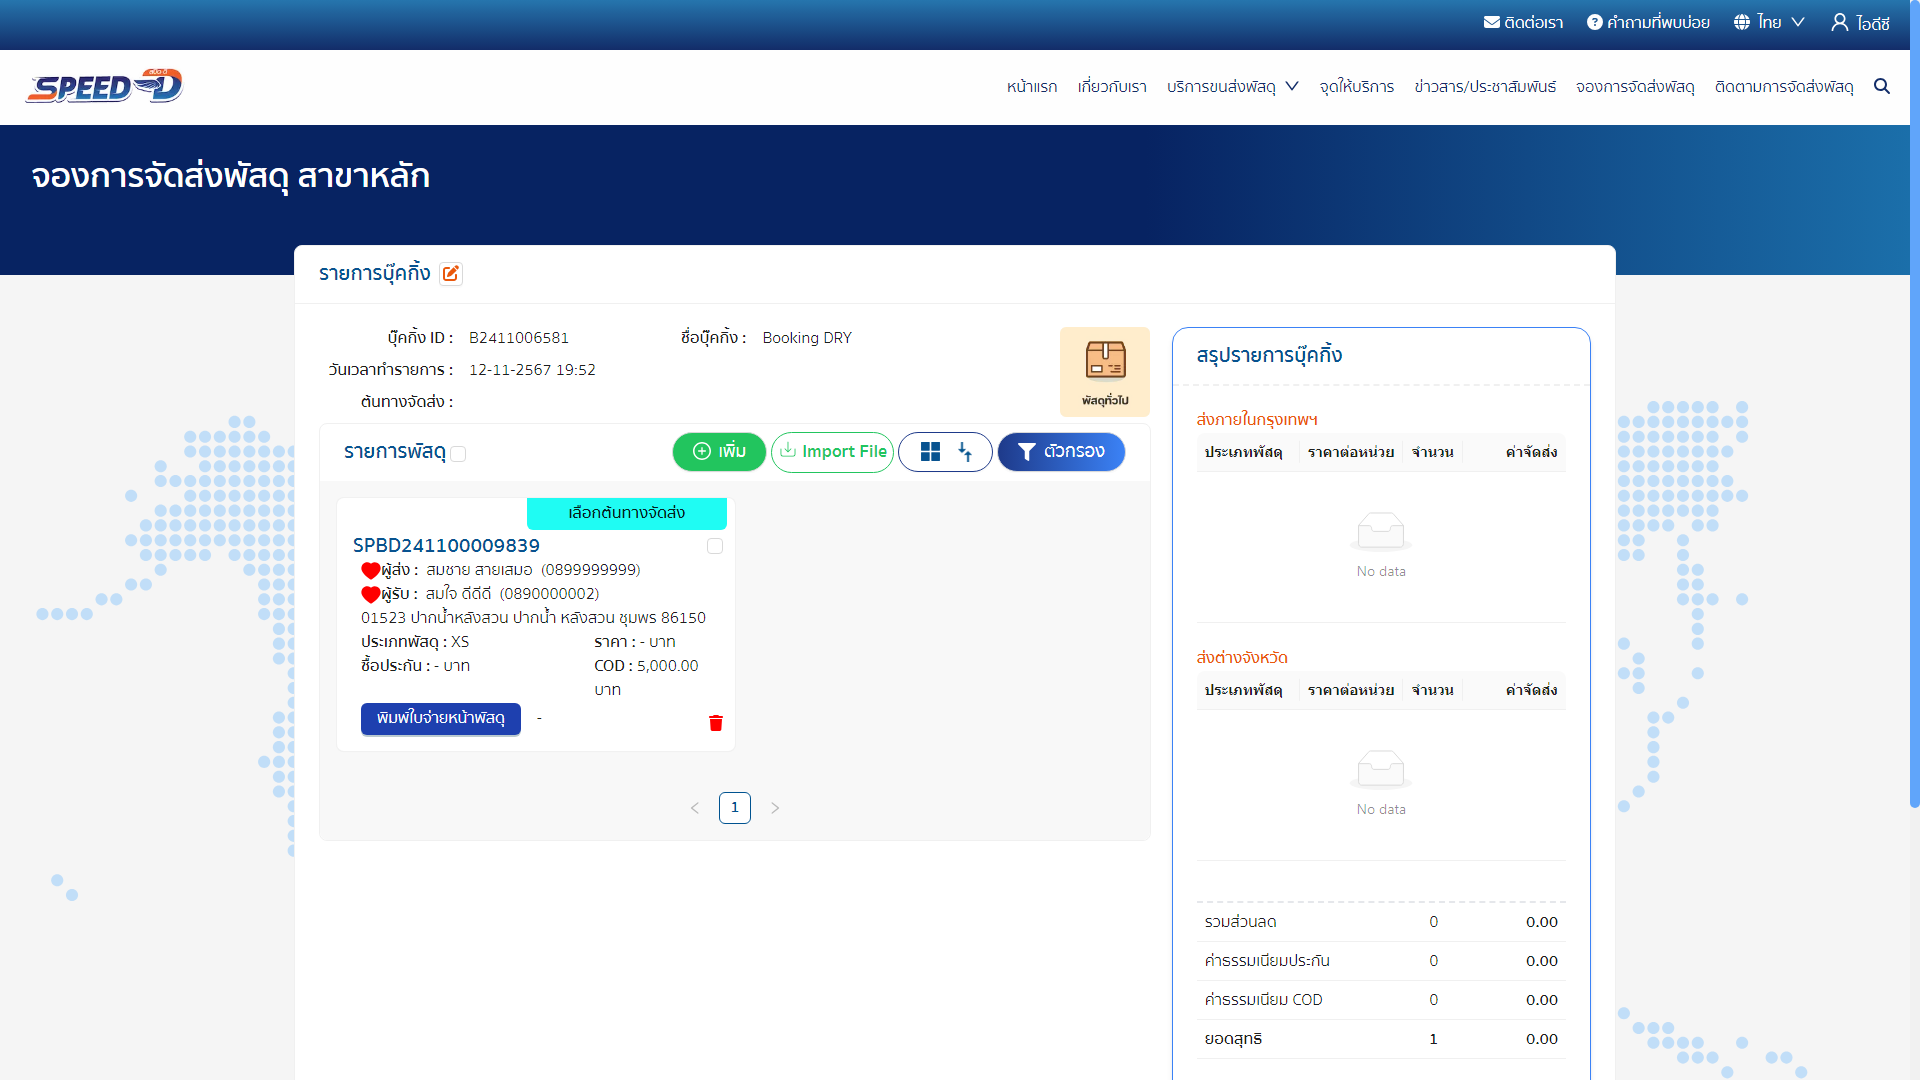 ติดต่อเรา
คำถามที่พบบ่อย
ไทย
ไอดีซี
สปีด-ดี
SPEED-D
หน้าแรก
เกี่ยวกับเรา
บริการขนส่งพัสดุ
จุดให้บริการ
ข่าวสาร/ประชาสัมพันธ์
จองการจัดส่งพัสดุ
ติดตามการจัดส่งพัสดุ
จองการจัดส่งพัสดุ สาขาหลัก
รายการบุ๊คกิ้ง
บุ๊คกิ้ง ID : B2411006581
ชื่อบุ๊คกิ้ง : Booking DRY
วันเวลาทำรายการ : 12-11-2567 19:52
ต้นทางจัดส่ง :
พัสดุทั่วไป
รายการพัสดุ
เพิ่ม
Import File
ตัวกรอง
เลือกต้นทางจัดส่ง
SPBD241100009839
ผู้ส่ง : สมชาย สายเสมอ (0899999999)
ผู้รับ : สมใจ ดีดีดี (0890000002)
01523 ปากน้ำหลังสวน ปากน้ำ หลังสวน ชุมพร 86150
ประเภทพัสดุ : XS
ราคา : - บาท
ซื้อประกัน : - บาท
COD : 5,000.00
บาท
พิมพ์ใบจ่ายหน้าพัสดุ
-
1
สรุปรายการบุ๊คกิ้ง
ส่งภายในกรุงเทพฯ
ประเภทพัสดุ ราคาต่อหน่วย จำนวน ค่าจัดส่ง
No data
ส่งต่างจังหวัด
ประเภทพัสดุ ราคาต่อหน่วย จำนวน ค่าจัดส่ง
No data
รวมส่วนลด 0 0.00
ค่าธรรมเนียมประกัน 0 0.00
ค่าธรรมเนียม COD 0 0.00
ยอดสุทธิ 1 0.00